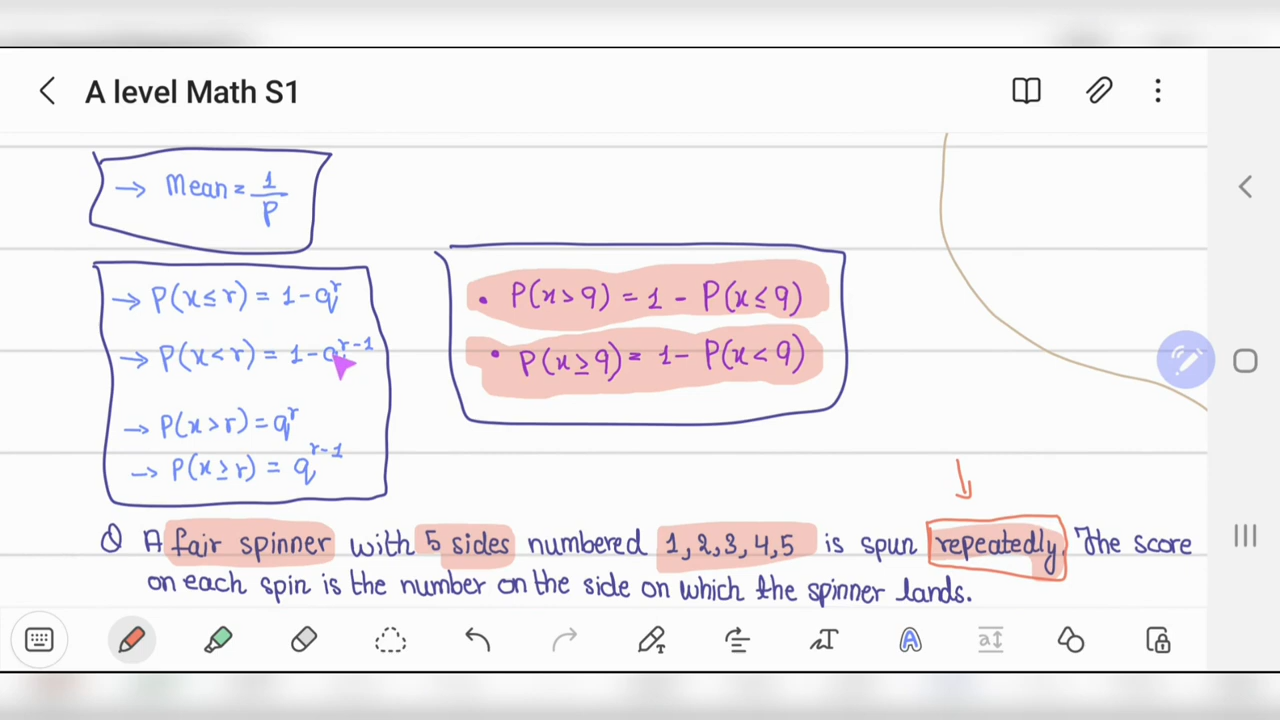 A level Math S1
→ Mean = 1/P
→ P(x ≤ r) = 1 - q^r
→ P(x < r) = 1 - q^r-1
→ P(x > r) = q^r
→ P(x ≥ r) = q^r-1
• P(x > 9) = 1 - P(x ≤ 9)
• P(x ≥ 9) = 1 - P(x < 9)
Q A fair spinner with 5 sides numbered 1,2,3,4,5 is spun repeatedly. The score
on each spin is the number on the side on which the spinner lands.
T T A a